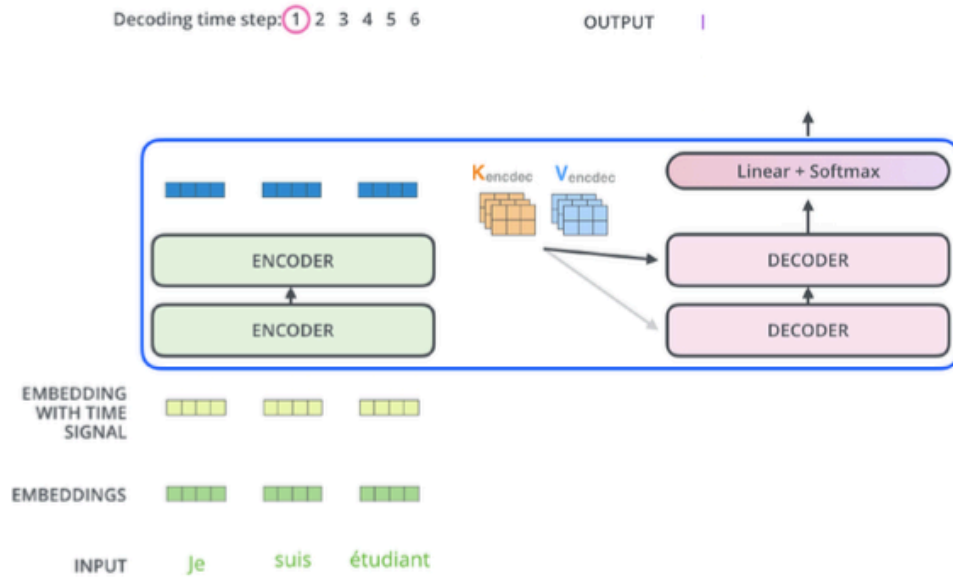 Decoding time step: 1 2 3 4 5 6
OUTPUT I
Kencdec Vencdec
Linear + Softmax
ENCODER
DECODER
ENCODER
DECODER
EMBEDDING
WITH TIME
SIGNAL
EMBEDDINGS
INPUT Je suis étudiant